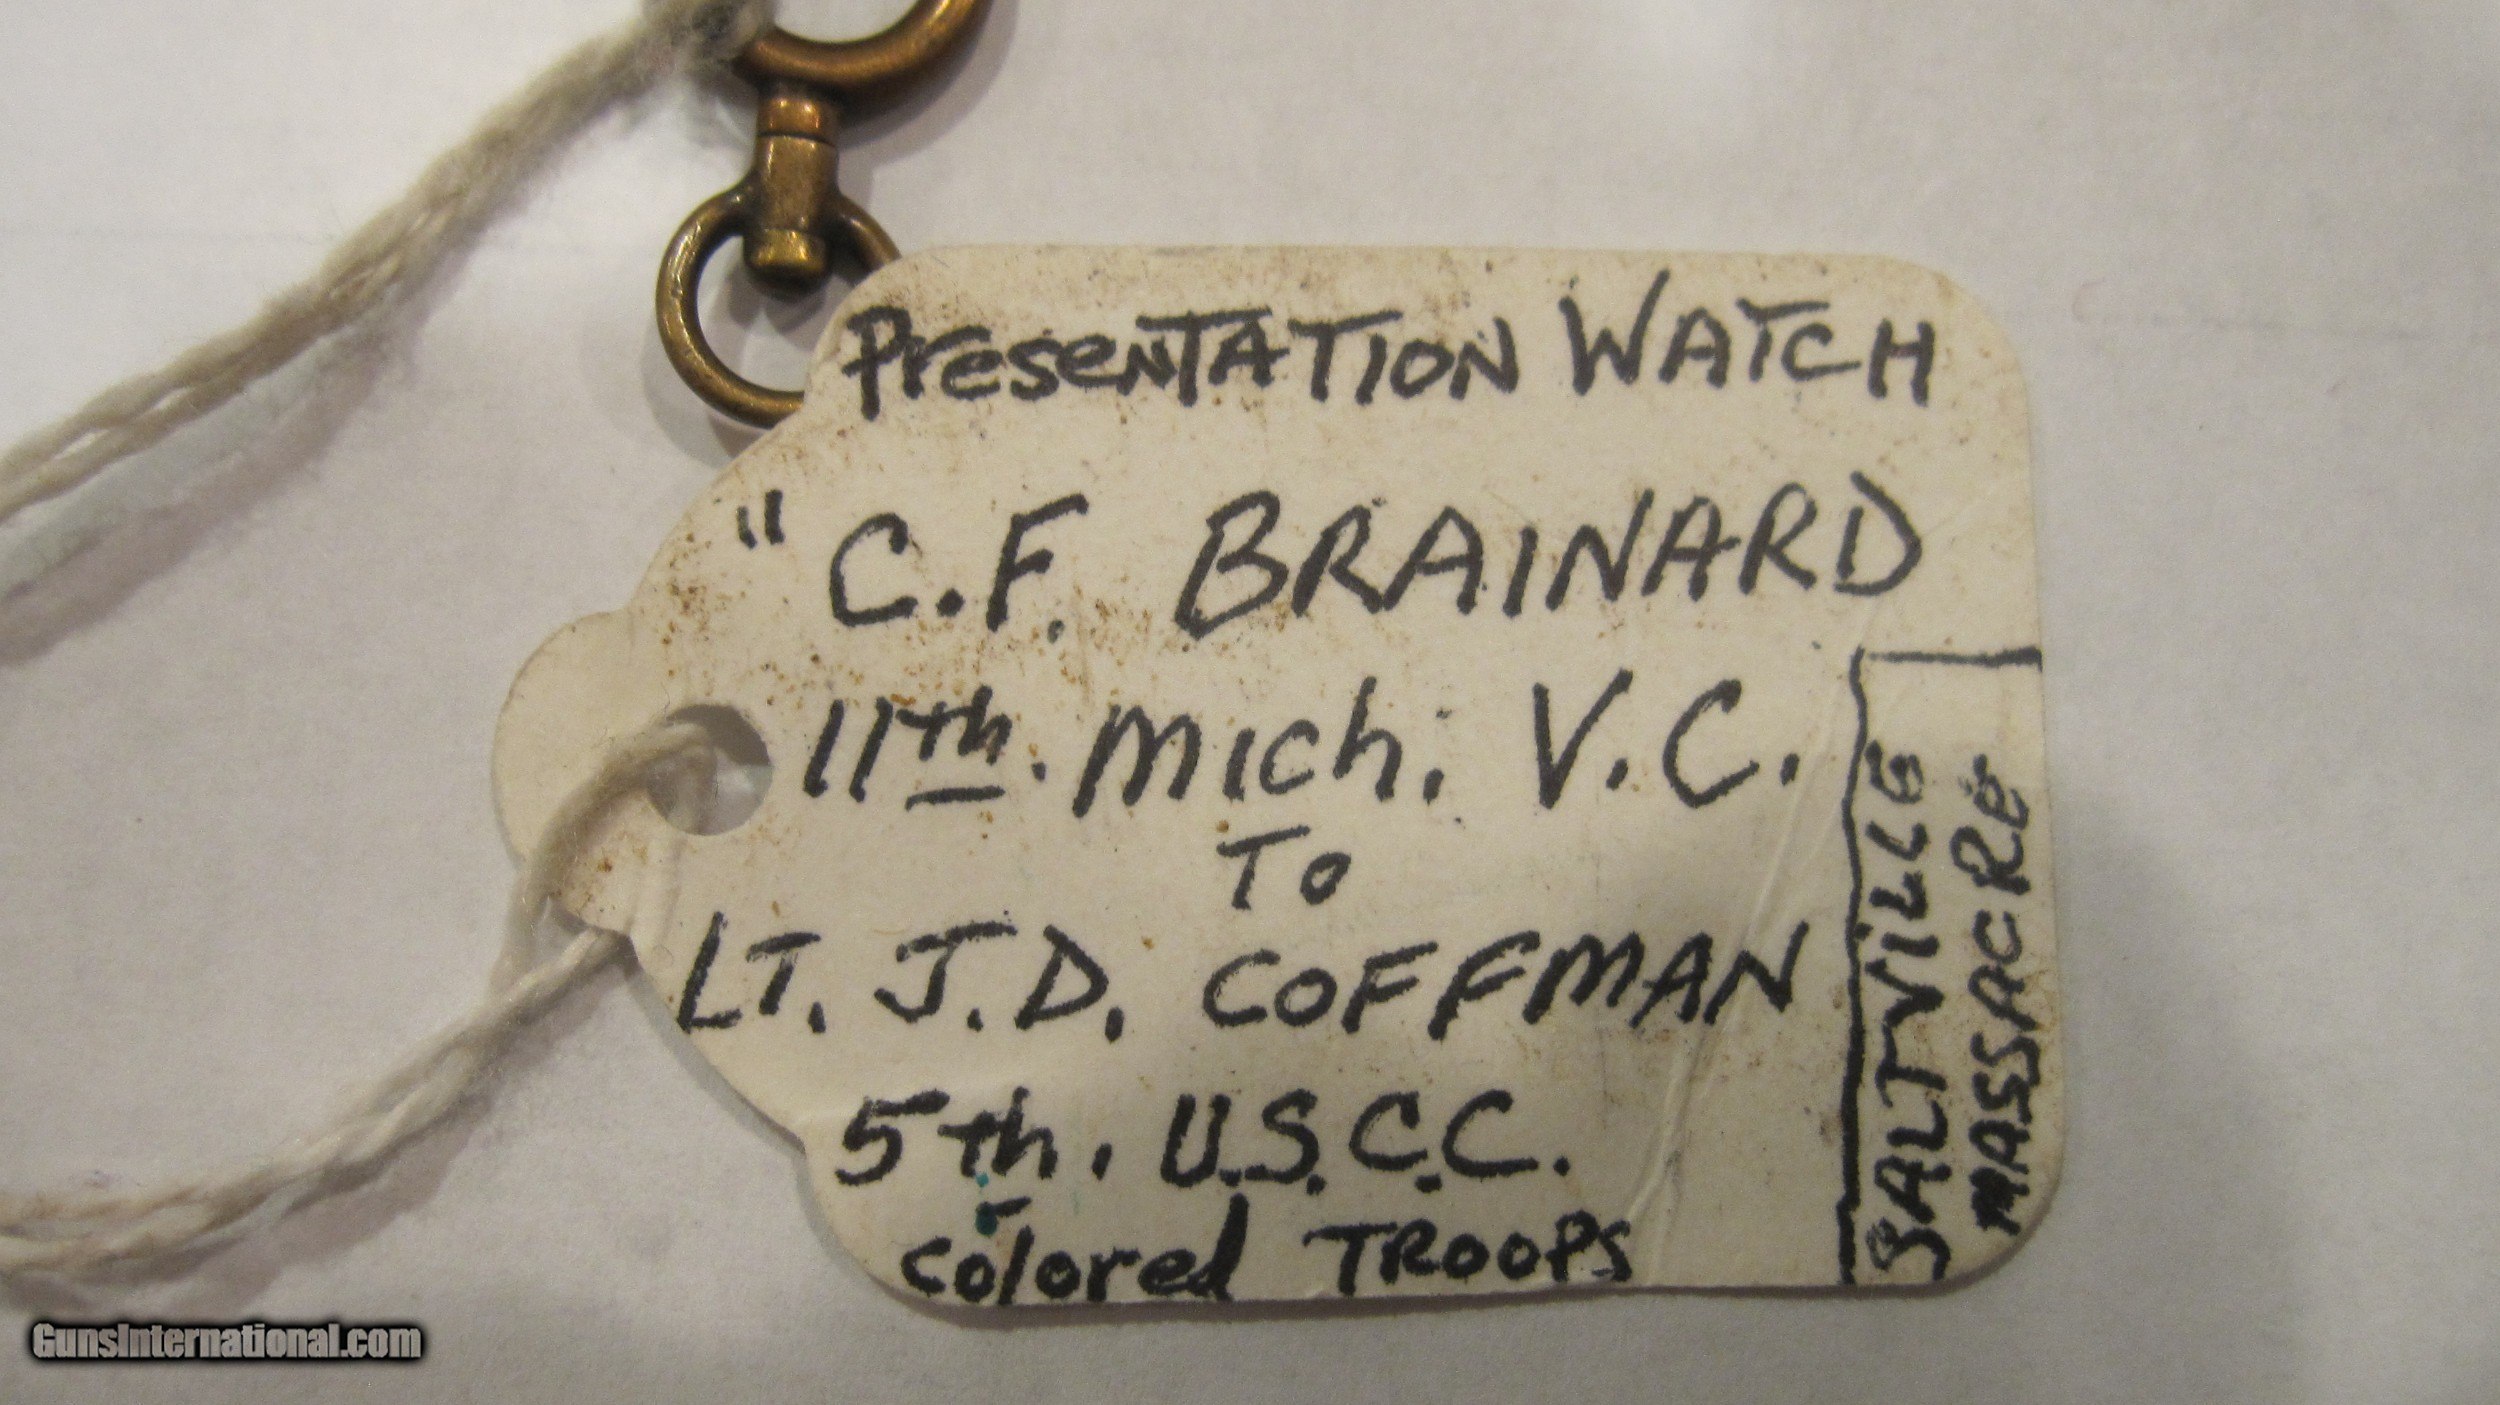 Presentation Watch
" C.F. Brainard
11th. Mich. V.C.
To
Lt. J.D. Coffman
5th. U.S.C.C.
Colored Troops
Saltville
Massacre
GunsInternational.com